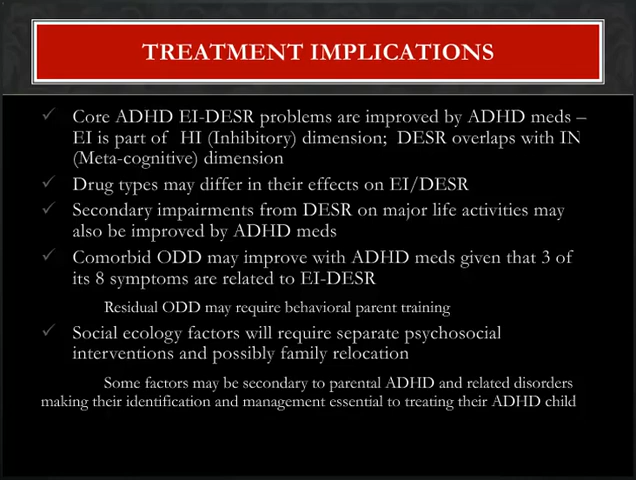 TREATMENT IMPLICATIONS
✓ Core ADHD EI-DESR problems are improved by ADHD meds –
EI is part of HI (Inhibitory) dimension; DESR overlaps with IN
(Meta-cognitive) dimension
✓ Drug types may differ in their effects on EI/DESR
✓ Secondary impairments from DESR on major life activities may
also be improved by ADHD meds
✓ Comorbid ODD may improve with ADHD meds given that 3 of
its 8 symptoms are related to EI-DESR
Residual ODD may require behavioral parent training
✓ Social ecology factors will require separate psychosocial
interventions and possibly family relocation
Some factors may be secondary to parental ADHD and related disorders
making their identification and management essential to treating their ADHD child